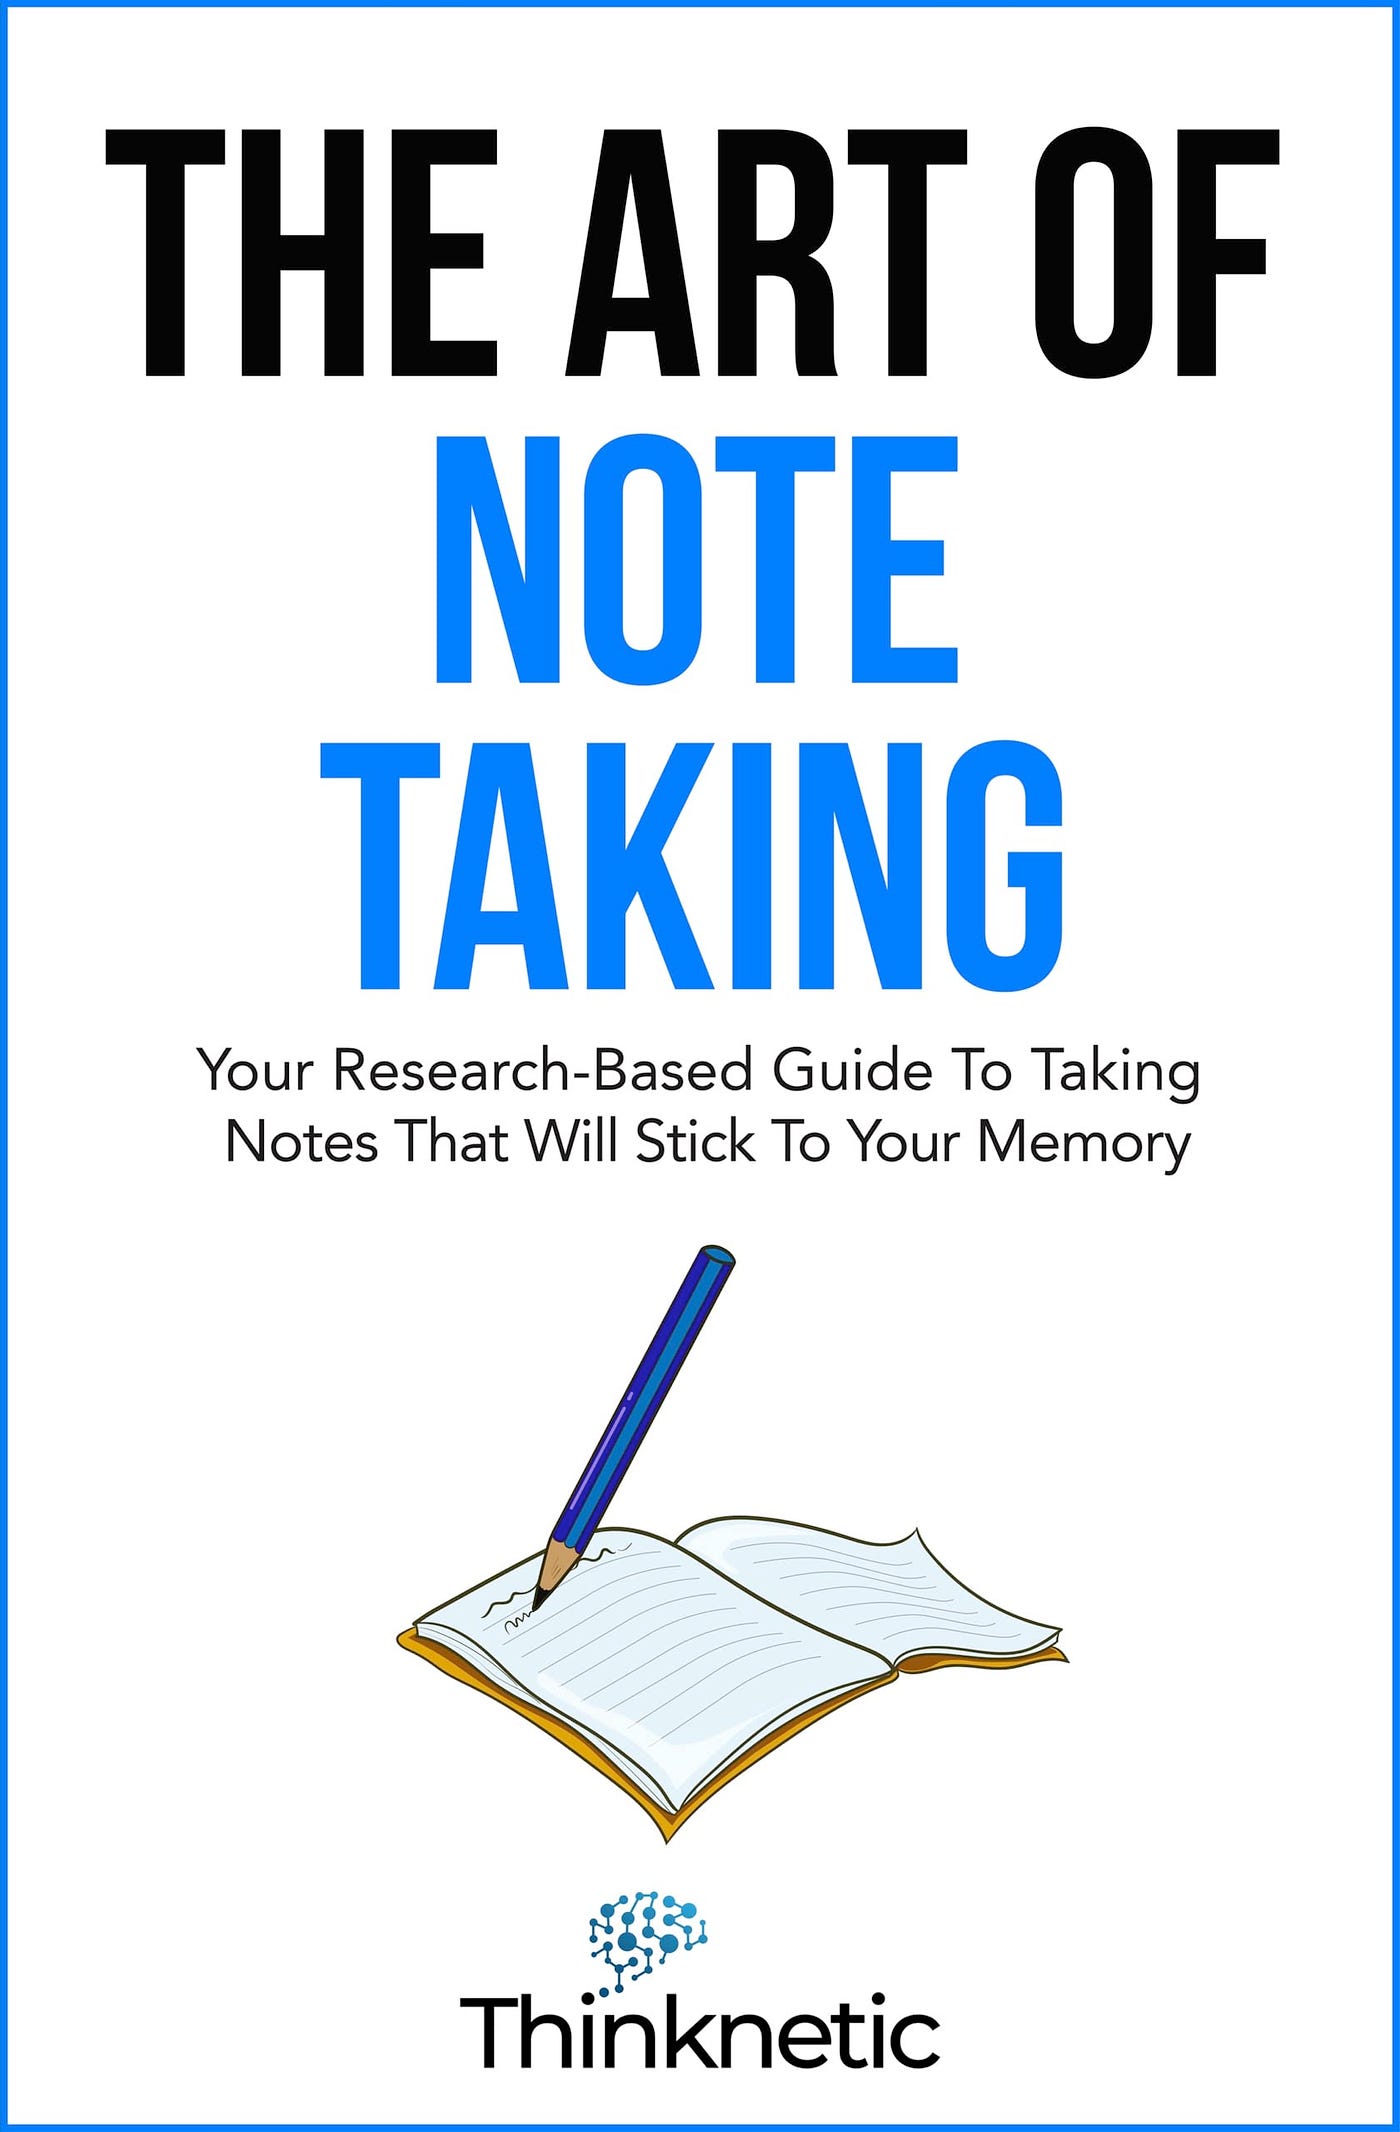 THE ART OF
NOTE
TAKING
Your Research-Based Guide To Taking
Notes That Will Stick To Your Memory
Thinknetic